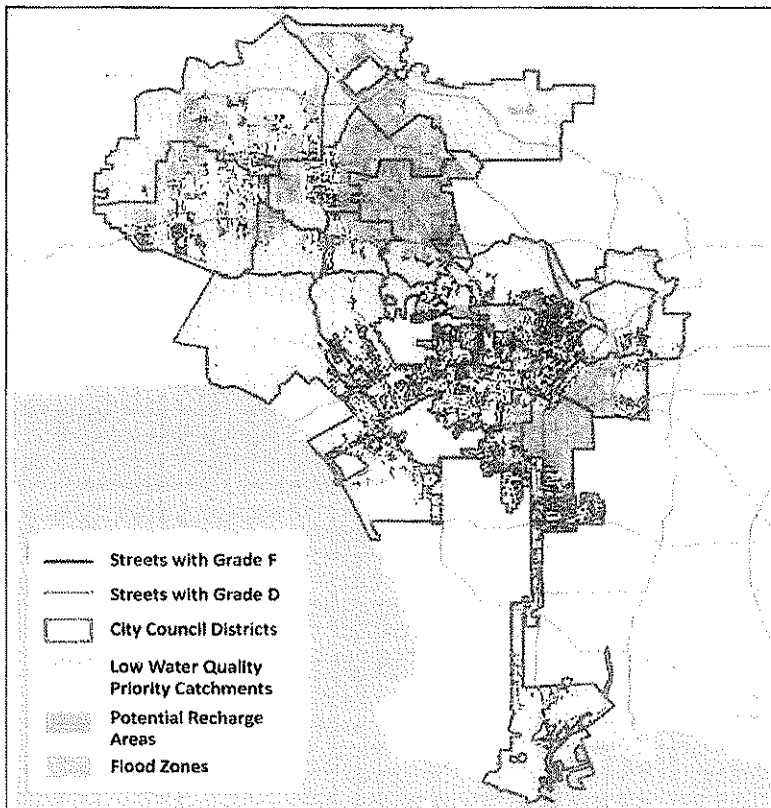 Streets with Grade F
Streets with Grade D
City Council Districts
Low Water Quality
Priority Catchments
Potential Recharge
Areas
Flood Zones